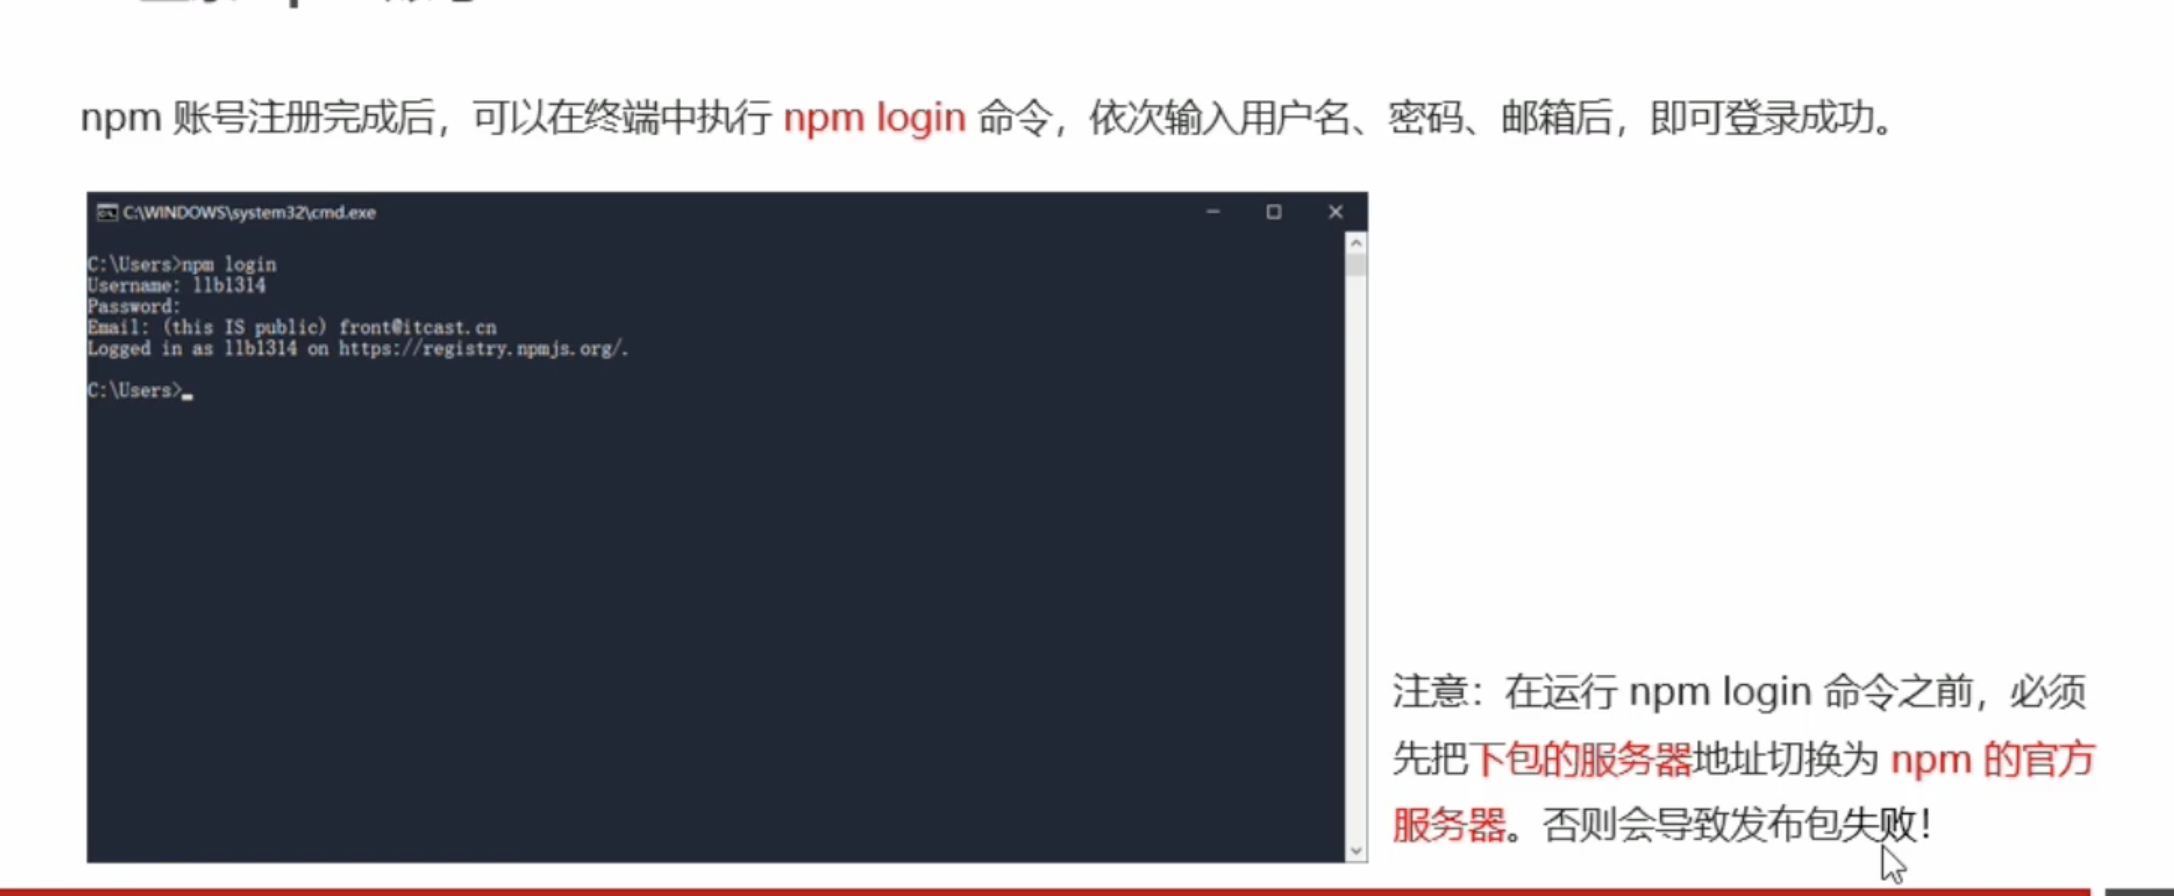 npm 账号注册完成后，可以在终端中执行 npm login 命令，依次输入用户名、密码、邮箱后，即可登录成功。
C:\WINDOWS\system32\cmd.exe
C:\Users>npm login
Username: llb1314
Password:
Email: (this IS public) front@itcast.cn
Logged in as llb1314 on https://registry.npmjs.org/.
C:\Users>
注意：在运行 npm login 命令之前，必须
先把下包的服务器地址切换为 npm 的官方
服务器。否则会导致发布包失败！